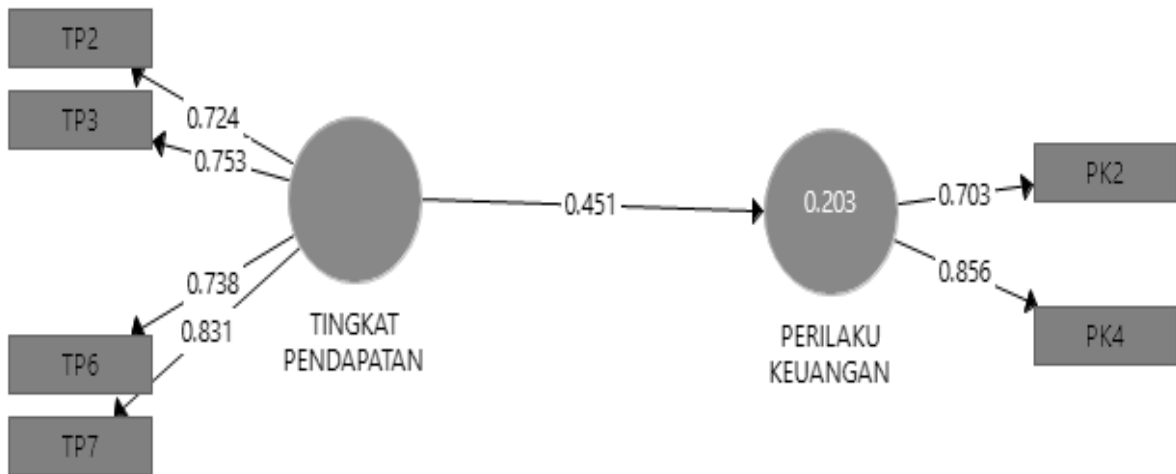 TP2
TP3
0.724
0.753
0.738
0.831
TP6
TP7
TINGKAT
PENDAPATAN
0.451
0.203
PERILAKU
KEUANGAN
0.703
0.856
PK2
PK4